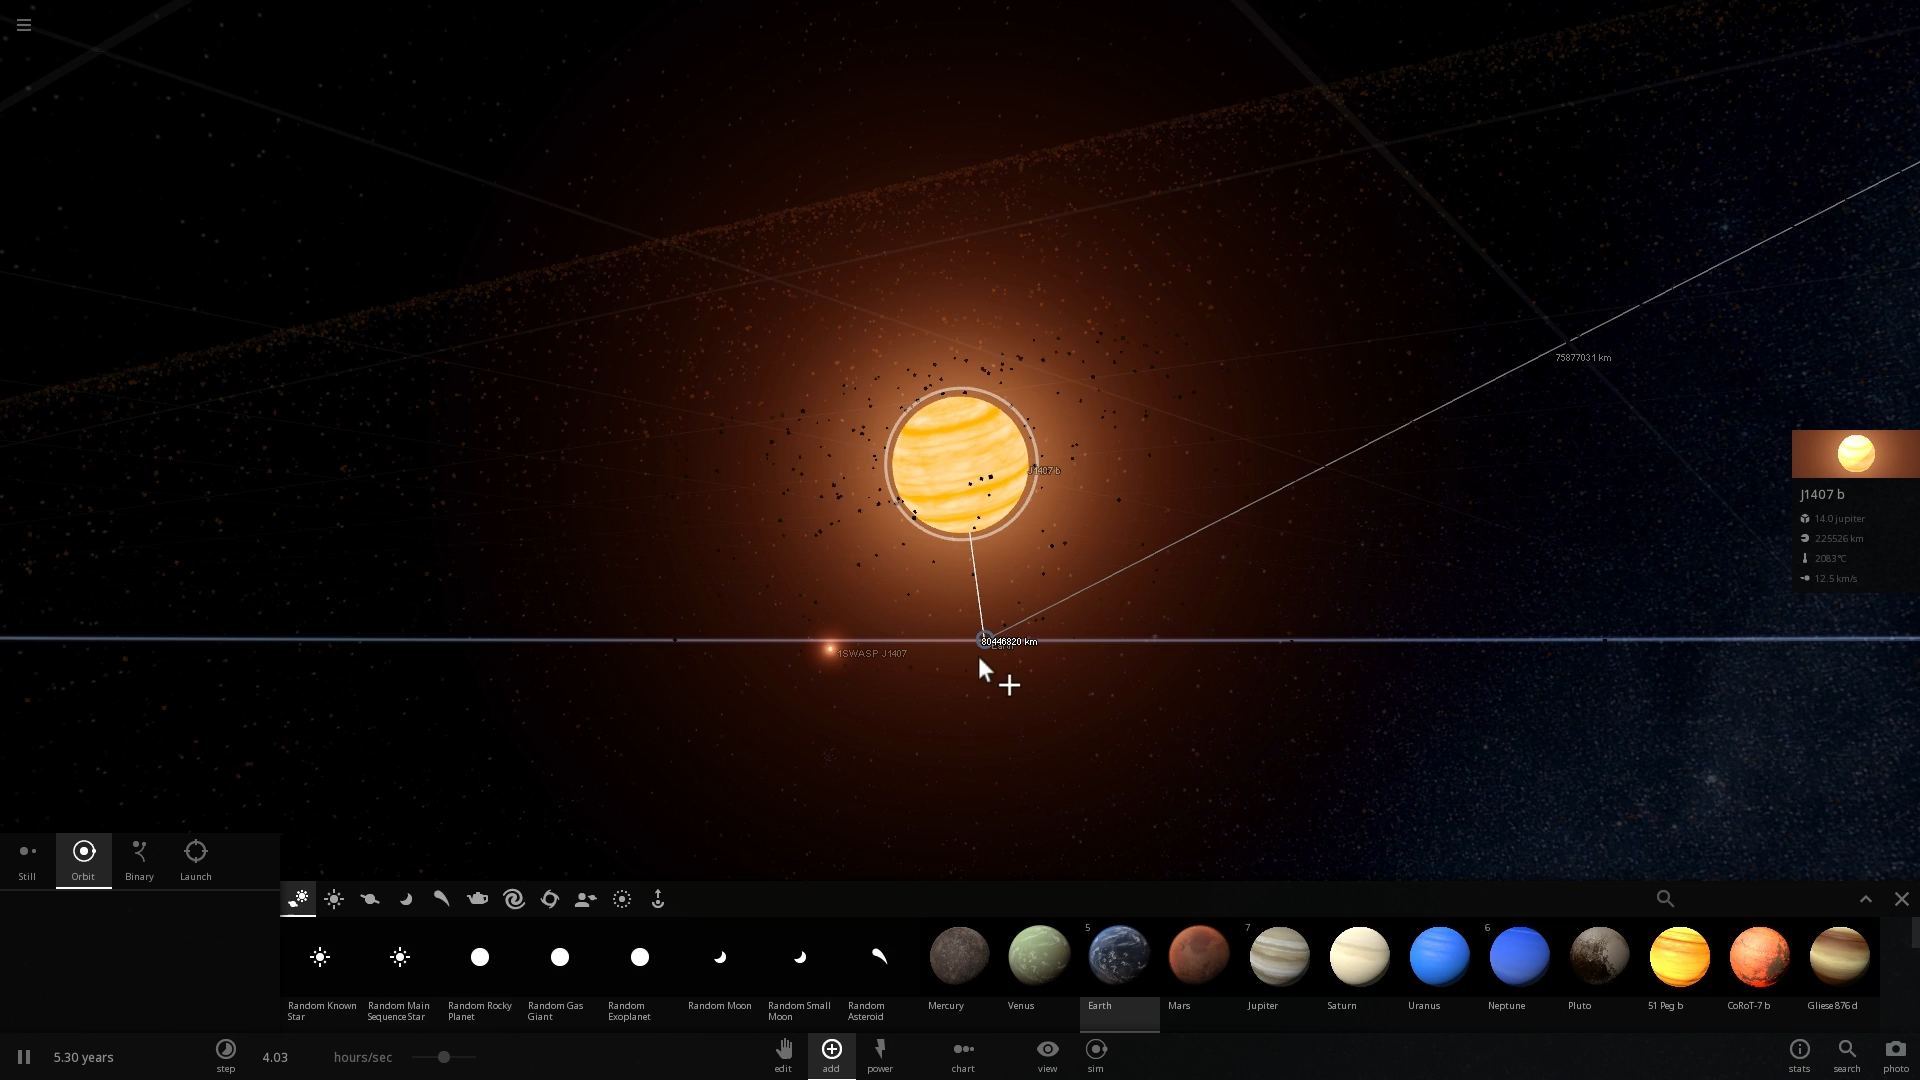 75877031 km
J1407 b
J1407 b
14.0 jupiter
225526 km
2083°C
12.5 km/s
80446820 km
1SWASP J1407
Still
Orbit
Binary
Launch
5
7
6
Random Known
Star
Random Main
Sequence Star
Random Rocky
Planet
Random Gas
Giant
Random
Exoplanet
Random Moon
Random Small
Moon
Random
Asteroid
Mercury
Venus
Earth
Mars
Jupiter
Saturn
Uranus
Neptune
Pluto
51 Peg b
CoRoT-7 b
Gliese 876 d
5.30 years
step
4.03
hours/sec
edit
add
power
chart
view
sim
stats
search
photo